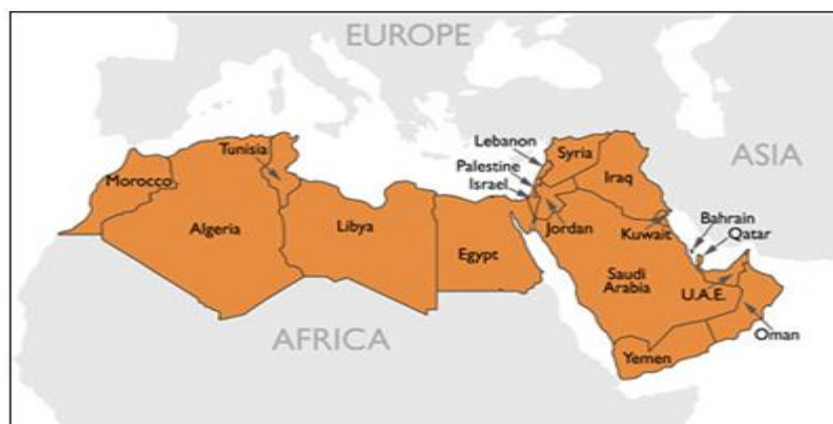 EUROPE
ASIA
AFRICA
Morocco
Algeria
Tunisia
Libya
Egypt
Lebanon
Palestine
Israel
Syria
Iraq
Jordan
Kuwait
Bahrain
Qatar
Saudi
Arabia
U.A.E.
Oman
Yemen